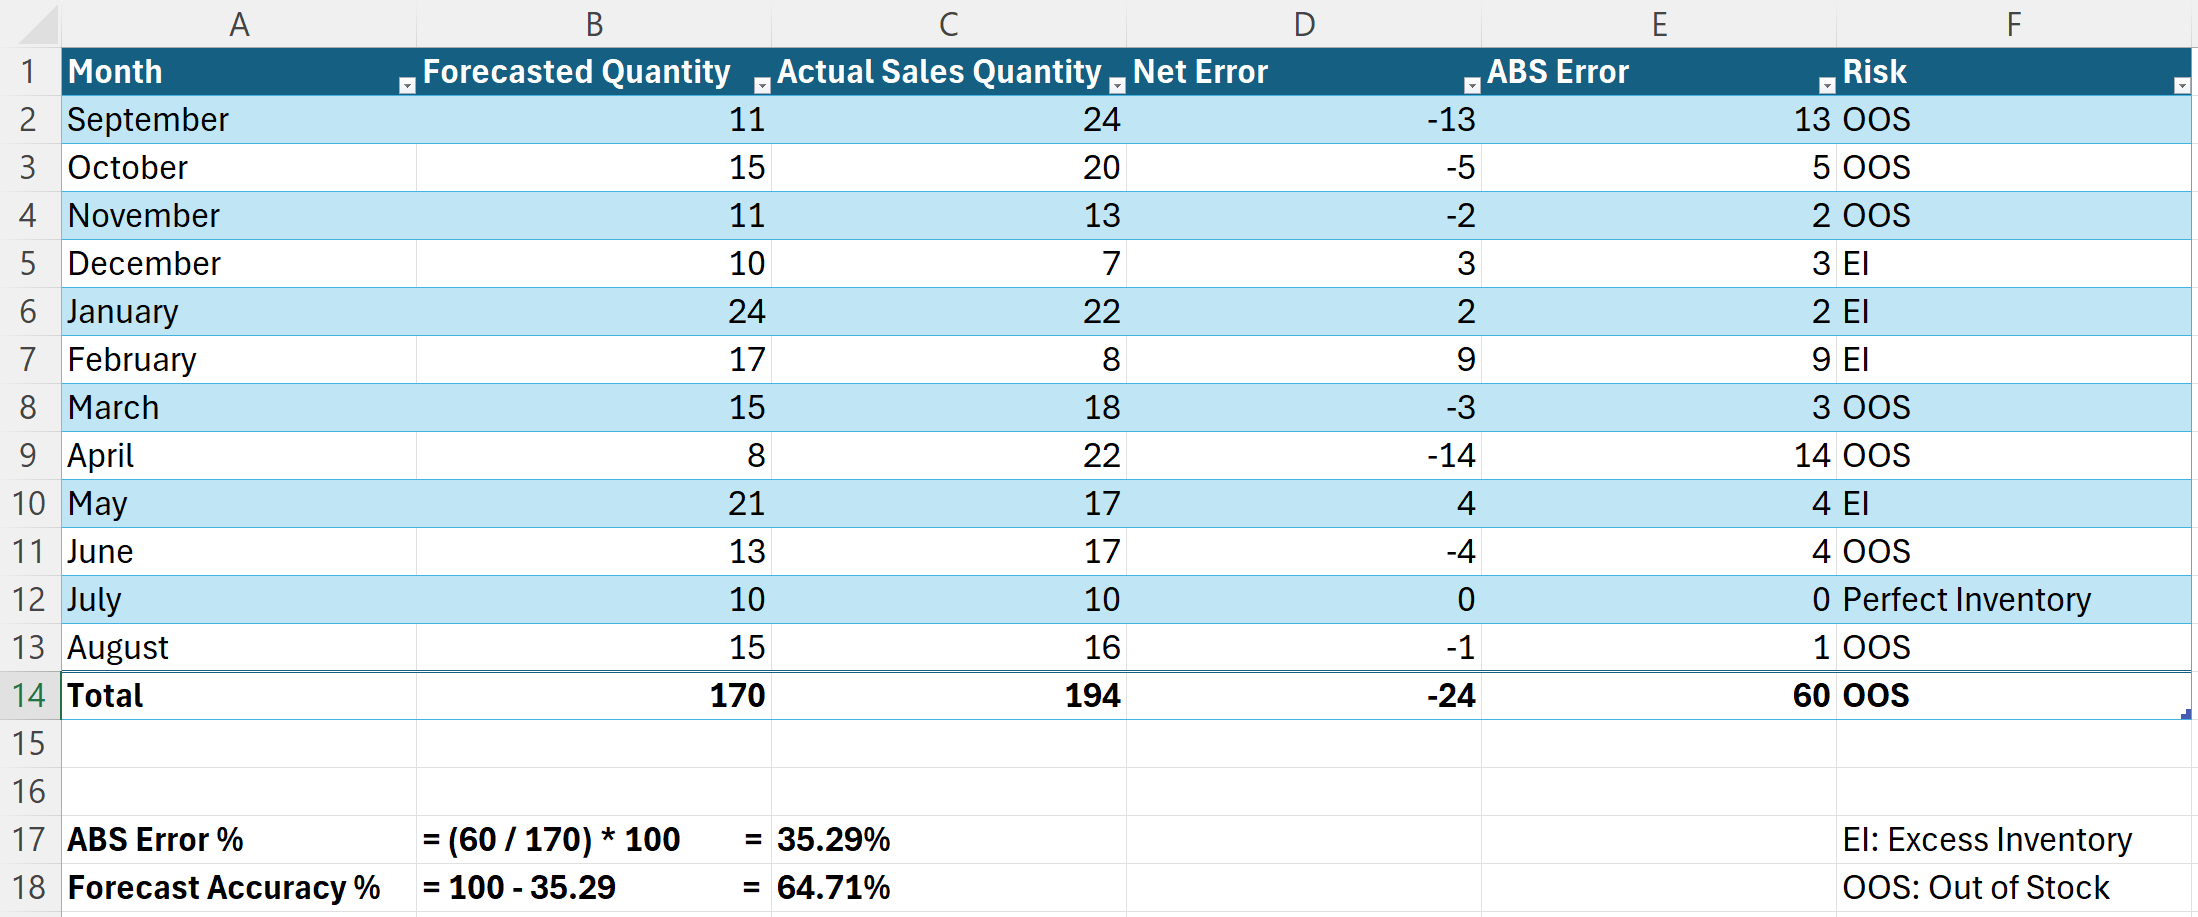 A B C D E F
1 Month Forecasted Quantity Actual Sales Quantity Net Error ABS Error Risk
2 September 11 24 -13 13 OOS
3 October 15 20 -5 5 OOS
4 November 11 13 -2 2 OOS
5 December 10 7 3 3 EI
6 January 24 22 2 2 EI
7 February 17 8 9 9 EI
8 March 15 18 -3 3 OOS
9 April 8 22 -14 14 OOS
10 May 21 17 4 4 EI
11 June 13 17 -4 4 OOS
12 July 10 10 0 0 Perfect Inventory
13 August 15 16 -1 1 OOS
14 Total 170 194 -24 60 OOS
15
16
17 ABS Error % = (60 / 170) * 100 = 35.29% EI: Excess Inventory
18 Forecast Accuracy % = 100 - 35.29 = 64.71% OOS: Out of Stock